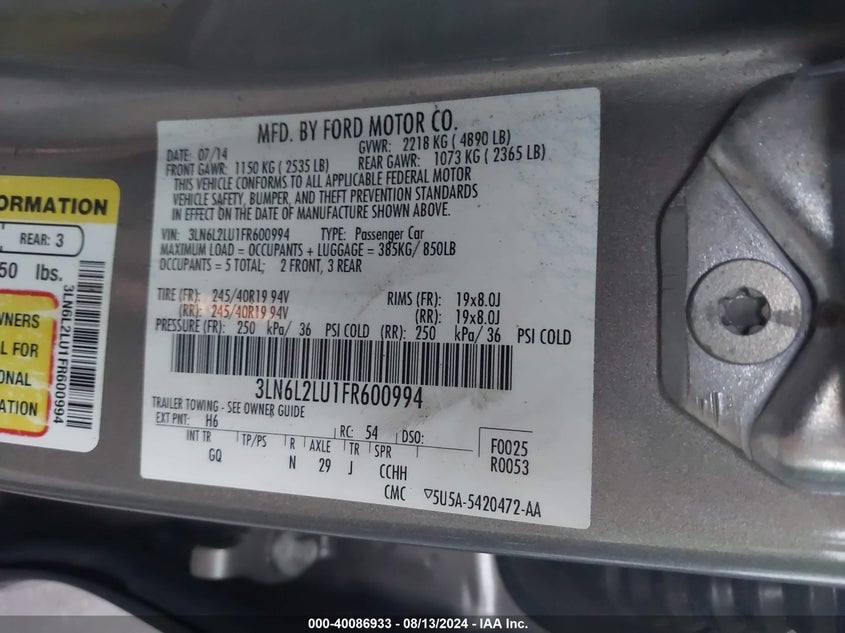 MFD. BY FORD MOTOR CO.
DATE: 07/14 GVWR: 2218 KG ( 4890 LB)
FRONT GAWR: 1150 KG ( 2535 LB) REAR GAWR: 1073 KG ( 2365 LB)
THIS VEHICLE CONFORMS TO ALL APPLICABLE FEDERAL MOTOR
VEHICLE SAFETY, BUMPER, AND THEFT PREVENTION STANDARDS
IN EFFECT ON THE DATE OF MANUFACTURE SHOWN ABOVE.
VIN: 3LN6L2LU1FR600994 TYPE: Passenger Car
MAXIMUM LOAD = OCCUPANTS + LUGGAGE = 385KG/ 850LB
OCCUPANTS = 5 TOTAL; 2 FRONT, 3 REAR
TIRE (FR): 245/40R19 94V RIMS (FR): 19x8.0J
(RR): 245/40R19 94V (RR): 19x8.0J
PRESSURE (FR): 250 kPa/ 36 PSI COLD (RR): 250 kPa/ 36 PSI COLD
3LN6L2LU1FR600994
TRAILER TOWING - SEE OWNER GUIDE
EXT PNT: H6 RC: 54 DSO: F0025
INT TR TP/PS R AXLE TR SPR R0053
GQ N 29 J CCHH
CMC ▽5U5A-5420472-AA
ORMATION
REAR: 3
50 lbs.
WNERS
L FOR
ONAL
ATION
3LN6L2LU1FR600994
000-40086933 - 08/13/2024 - IAA Inc.